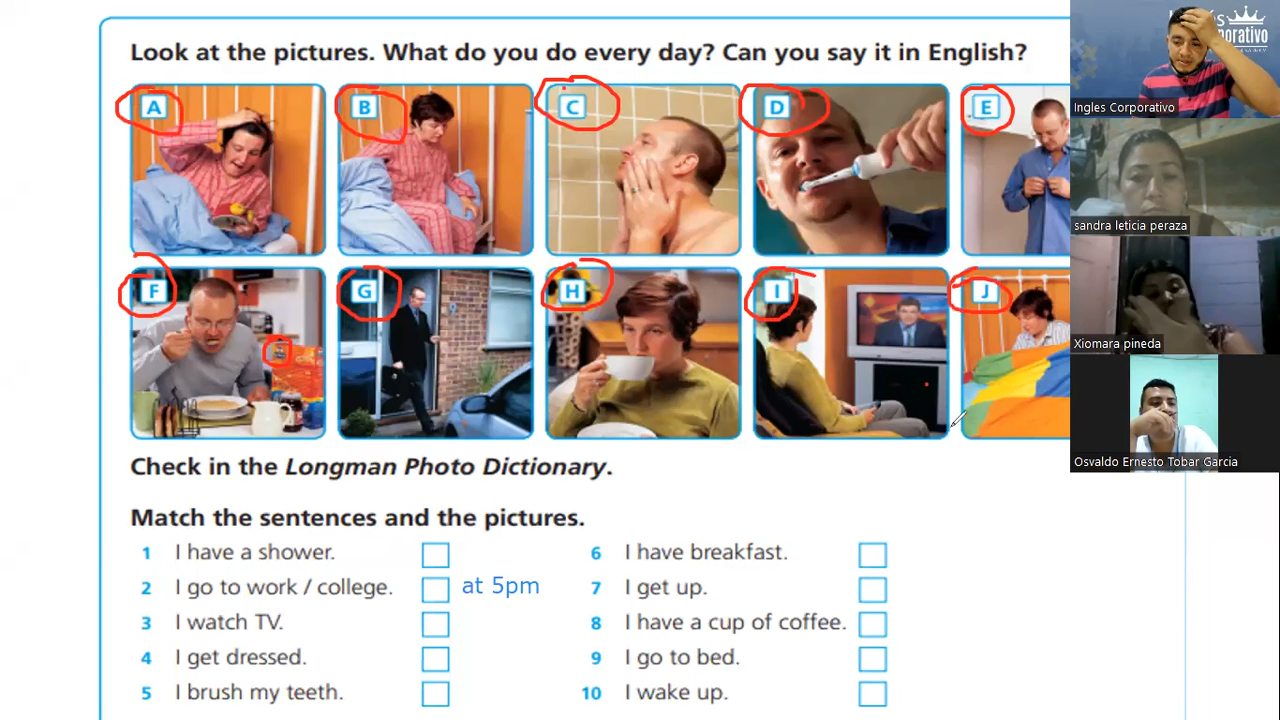 Look at the pictures. What do you do every day? Can you say it in English?
A
B
C
D
E
F
G
H
I
J
Check in the Longman Photo Dictionary.
Match the sentences and the pictures.
1 I have a shower.
2 I go to work / college. at 5pm
3 I watch TV.
4 I get dressed.
5 I brush my teeth.
6 I have breakfast.
7 I get up.
8 I have a cup of coffee.
9 I go to bed.
10 I wake up.
Ingles Corporativo
sandra leticia peraza
Xiomara pineda
Osvaldo Ernesto Tobar Garcia